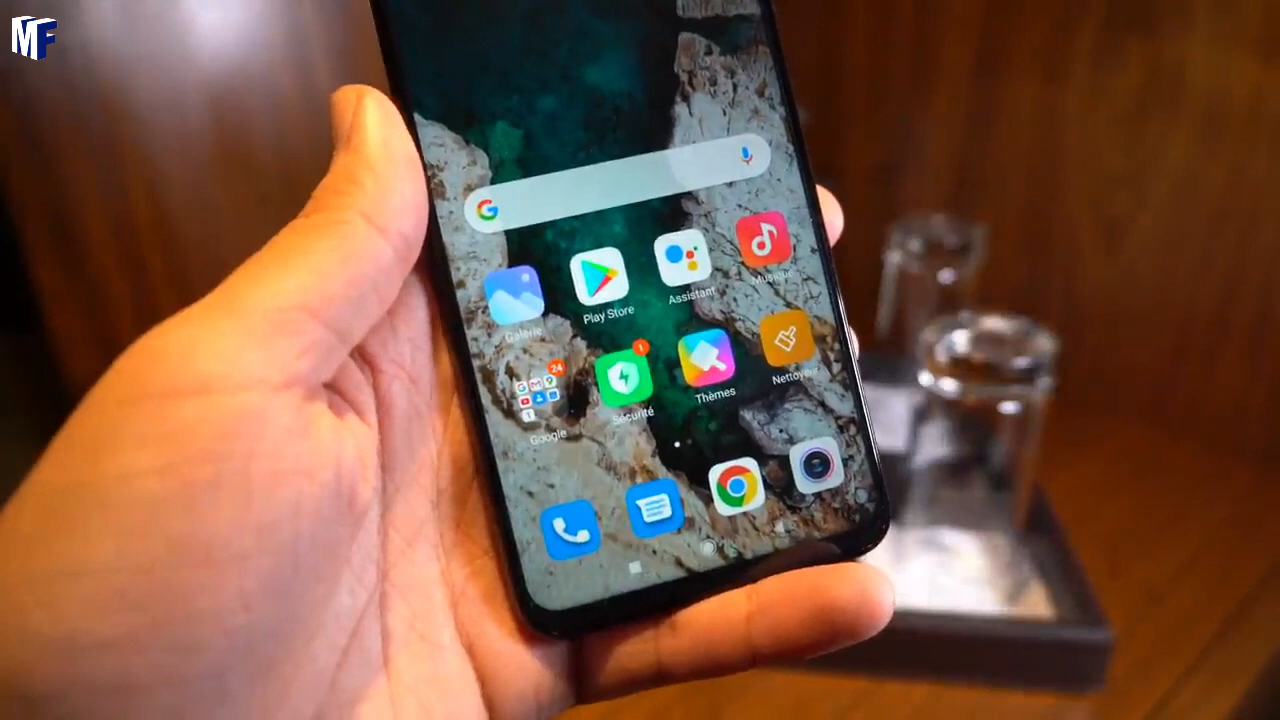 MF
Galerie
Play Store
Assistant
Musique
24
1
Google
Sécurité
Thèmes
Nettoyeur